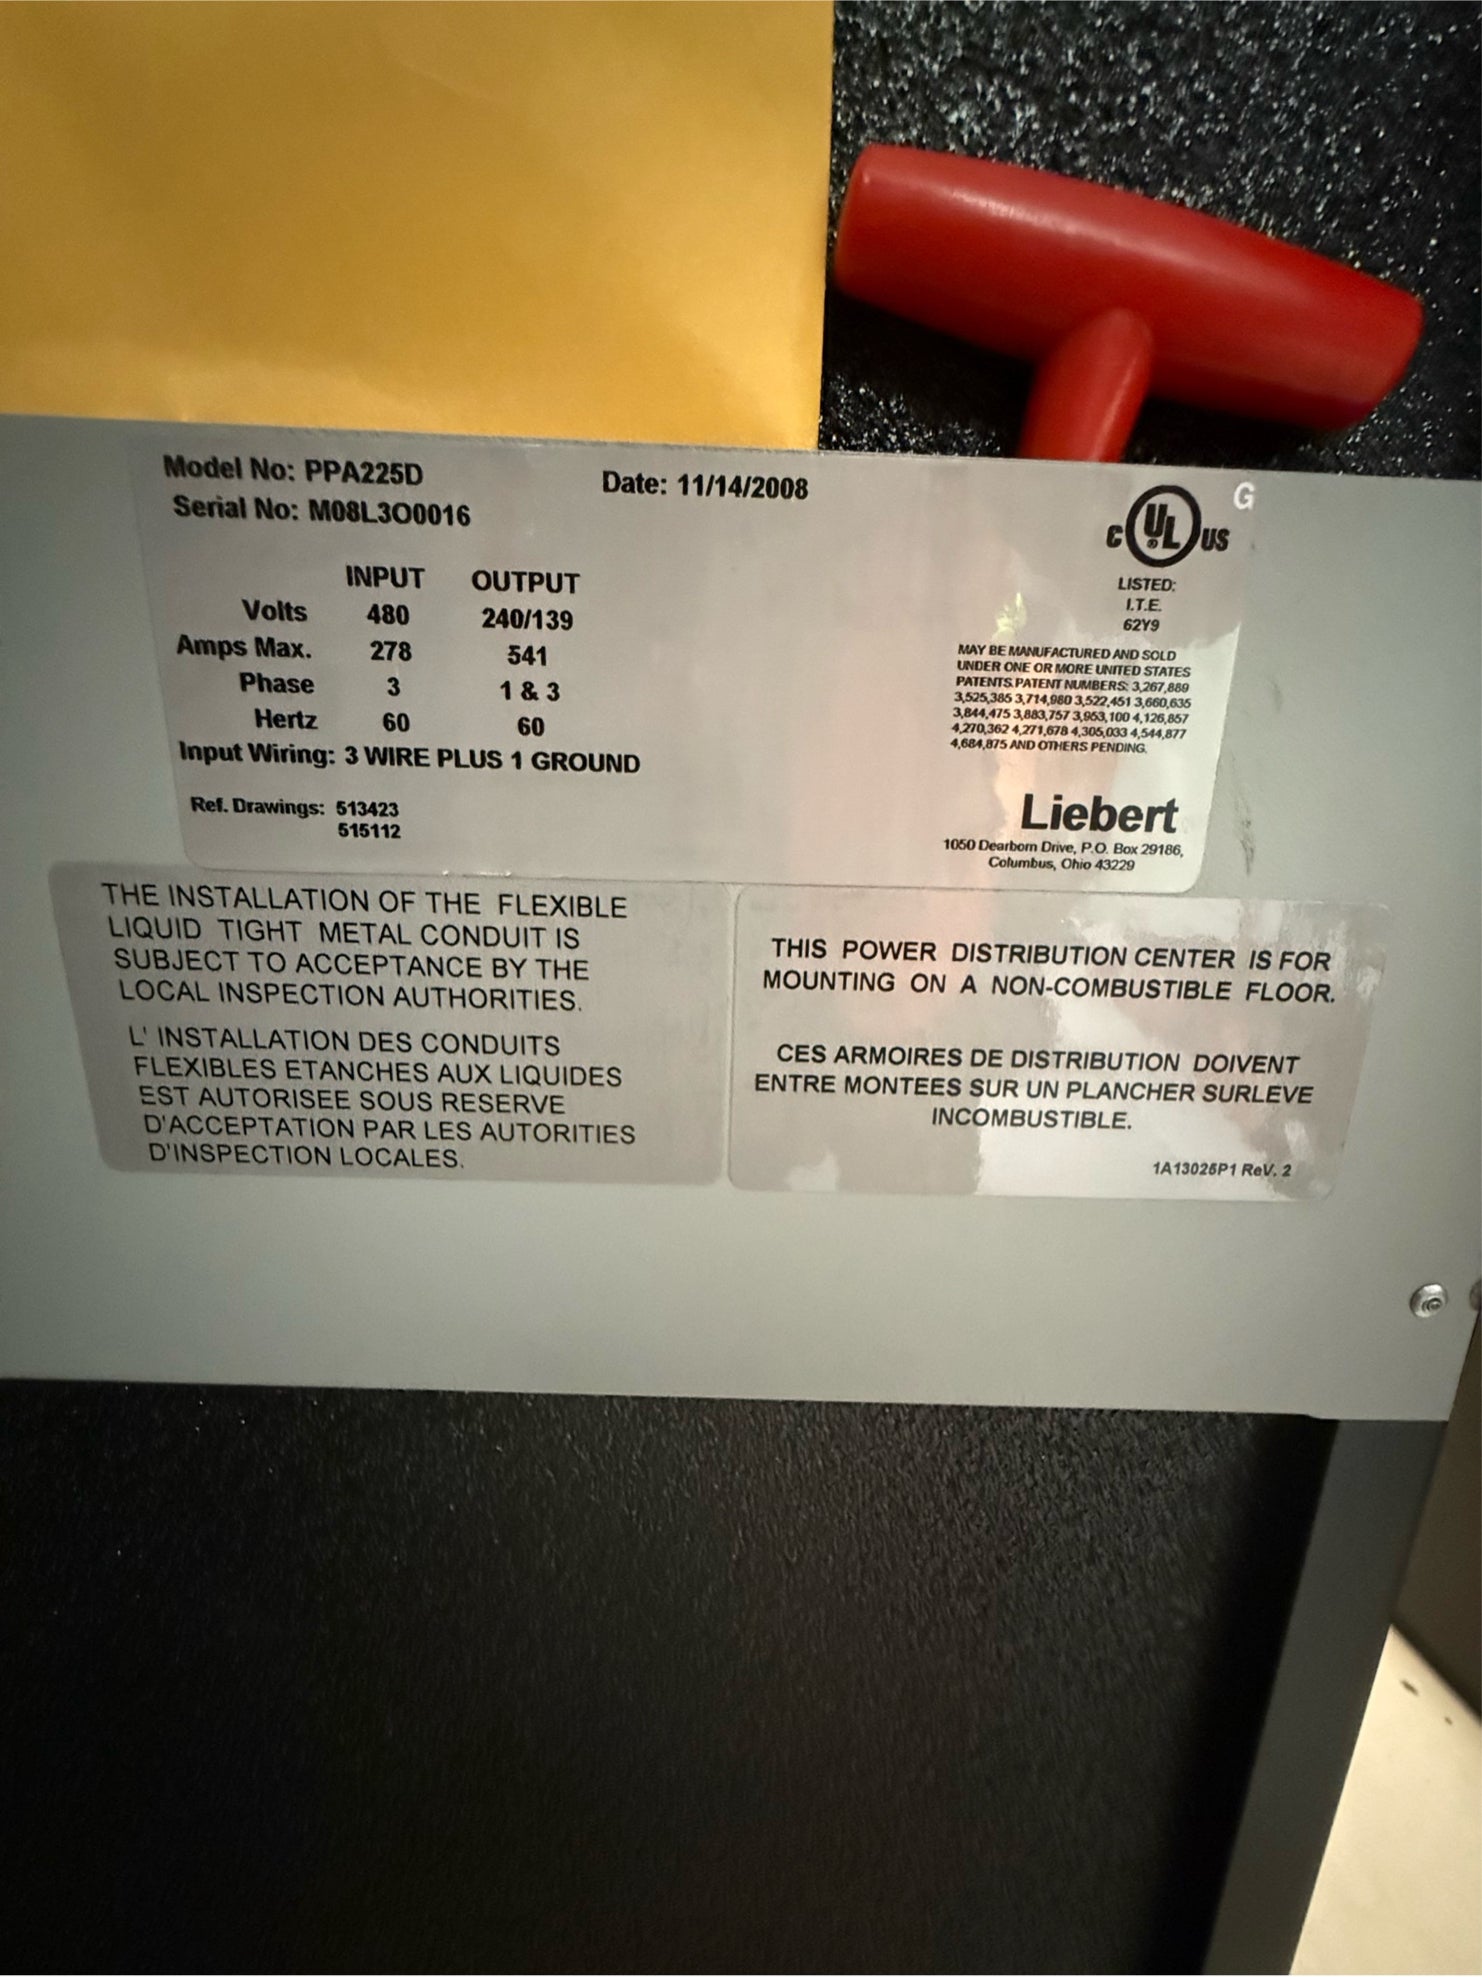 Model No: PPA225D
Date: 11/14/2008
Serial No: M08L3O0016
INPUT OUTPUT
Volts 480 240/139
Amps Max. 278 541
Phase 3 1 & 3
Hertz 60 60
Input Wiring: 3 WIRE PLUS 1 GROUND
Ref. Drawings: 513423
515112
G
C UL ® US
LISTED:
I.T.E.
62Y9
MAY BE MANUFACTURED AND SOLD
UNDER ONE OR MORE UNITED STATES
PATENTS PATENT NUMBERS: 3,267,889
3,525,385 3,714,980 3,522,451 3,660,635
3,844,475 3,883,757 3,953,100 4,126,857
4,270,362 4,271,678 4,305,033 4,544,877
4,684,875 AND OTHERS PENDING.
Liebert
1050 Dearborn Drive, P.O. Box 29186,
Columbus, Ohio 43229
THE INSTALLATION OF THE FLEXIBLE
LIQUID TIGHT METAL CONDUIT IS
SUBJECT TO ACCEPTANCE BY THE
LOCAL INSPECTION AUTHORITIES.
L' INSTALLATION DES CONDUITS
FLEXIBLES ETANCHES AUX LIQUIDES
EST AUTORISEE SOUS RESERVE
D'ACCEPTATION PAR LES AUTORITIES
D'INSPECTION LOCALES.
THIS POWER DISTRIBUTION CENTER IS FOR
MOUNTING ON A NON-COMBUSTIBLE FLOOR.
CES ARMOIRES DE DISTRIBUTION DOIVENT
ENTRE MONTEES SUR UN PLANCHER SURLEVE
INCOMBUSTIBLE.
1A13025P1 ReV. 2